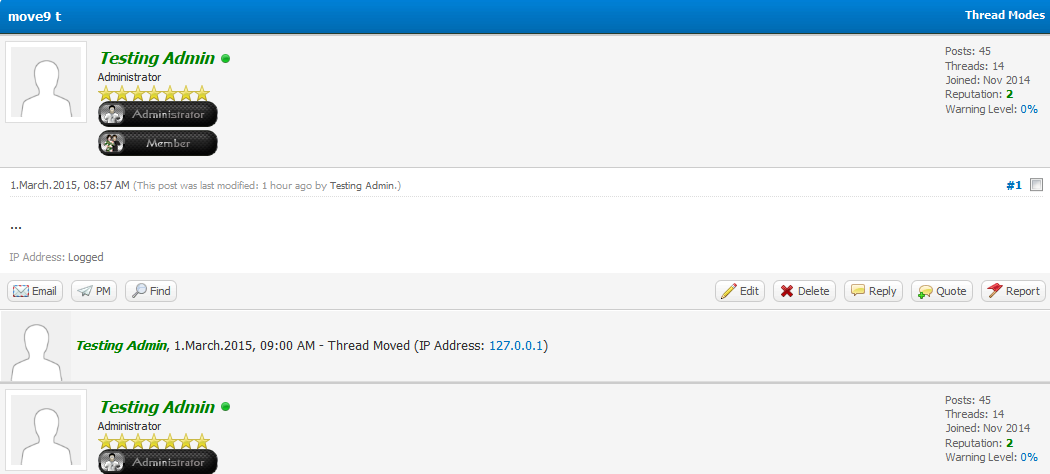 move9 t
Thread Modes
Testing Admin
Administrator
Administrator
Member
Posts: 45
Threads: 14
Joined: Nov 2014
Reputation: 2
Warning Level: 0%
1.March.2015, 08:57 AM (This post was last modified: 1 hour ago by Testing Admin.)
#1
...
IP Address: Logged
Email PM Find Edit Delete Reply Quote Report
Testing Admin, 1.March.2015, 09:00 AM - Thread Moved (IP Address: 127.0.0.1)
Testing Admin
Administrator
Administrator
Posts: 45
Threads: 14
Joined: Nov 2014
Reputation: 2
Warning Level: 0%